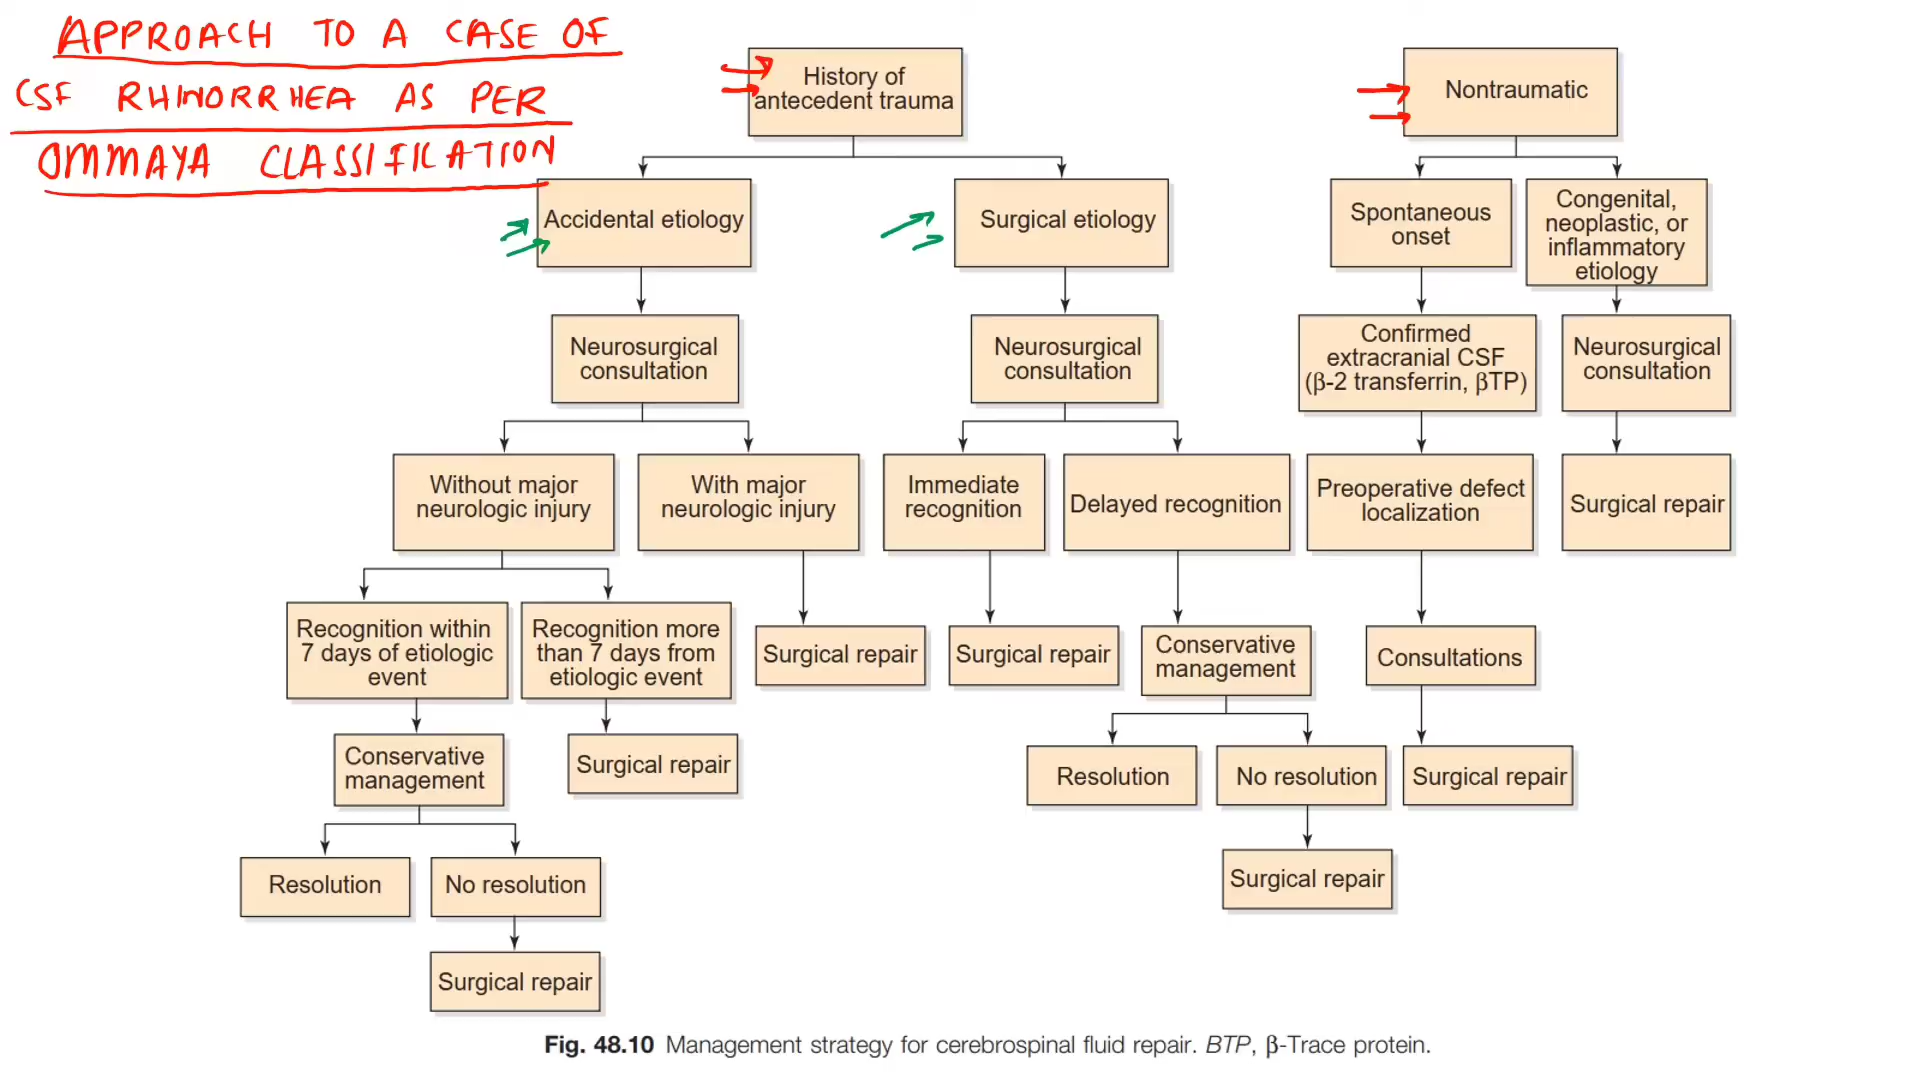 APPROACH TO A CASE OF
CSF RHINORRHEA AS PER
OMMAYA CLASSIFICATION
History of
antecedent trauma
Nontraumatic
Accidental etiology
Surgical etiology
Spontaneous
onset
Congenital,
neoplastic, or
inflammatory
etiology
Neurosurgical
consultation
Neurosurgical
consultation
Confirmed
extracranial CSF
(β-2 transferrin, βTP)
Neurosurgical
consultation
Without major
neurologic injury
With major
neurologic injury
Immediate
recognition
Delayed recognition
Preoperative defect
localization
Surgical repair
Recognition within
7 days of etiologic
event
Recognition more
than 7 days from
etiologic event
Surgical repair
Surgical repair
Conservative
management
Consultations
Conservative
management
Surgical repair
Resolution
No resolution
Surgical repair
Resolution
No resolution
Surgical repair
Surgical repair
Fig. 48.10 Management strategy for cerebrospinal fluid repair. BTP, β-Trace protein.